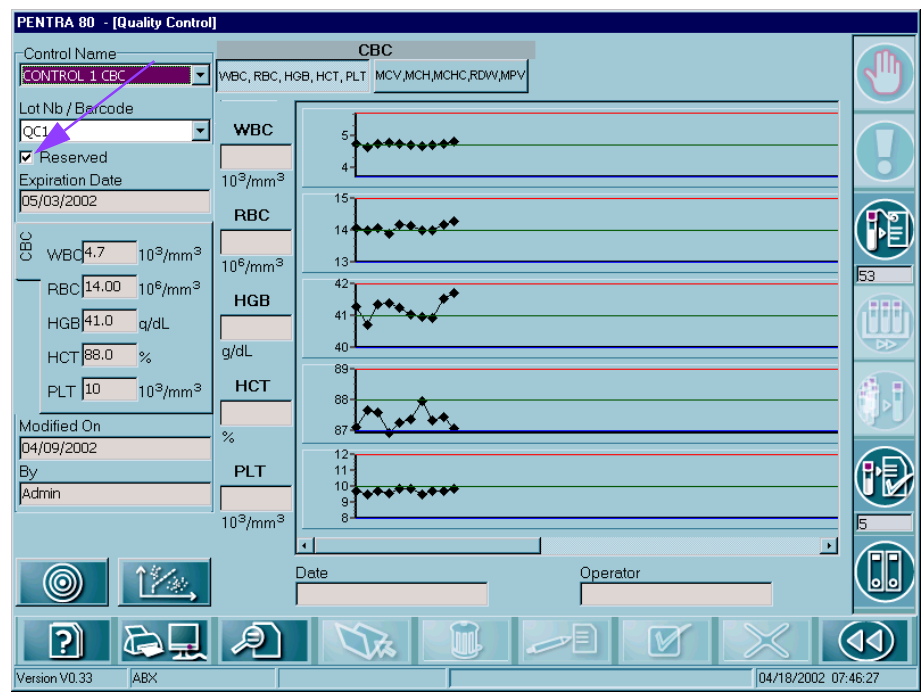 PENTRA 80 - [Quality Control]
Control Name
CONTROL 1 CBC
Lot Nb / Barcode
QC1
Reserved
Expiration Date
05/03/2002
CBC
WBC 4.7 10³/mm³
RBC 14.00 10⁶/mm³
HGB 41.0 g/dL
HCT 88.0 %
PLT 10 10³/mm³
Modified On
04/09/2002
By
Admin
CBC
WBC, RBC, HGB, HCT, PLT
MCV,MCH,MCHC,RDW,MPV
WBC
10³/mm³
5
4
RBC
10⁶/mm³
15
14
13
HGB
g/dL
42
41
40
HCT
%
89
88
87
PLT
10³/mm³
12
11
10
9
8
Date
Operator
53
5
Version V0.33
ABX
04/18/2002 07:46:27